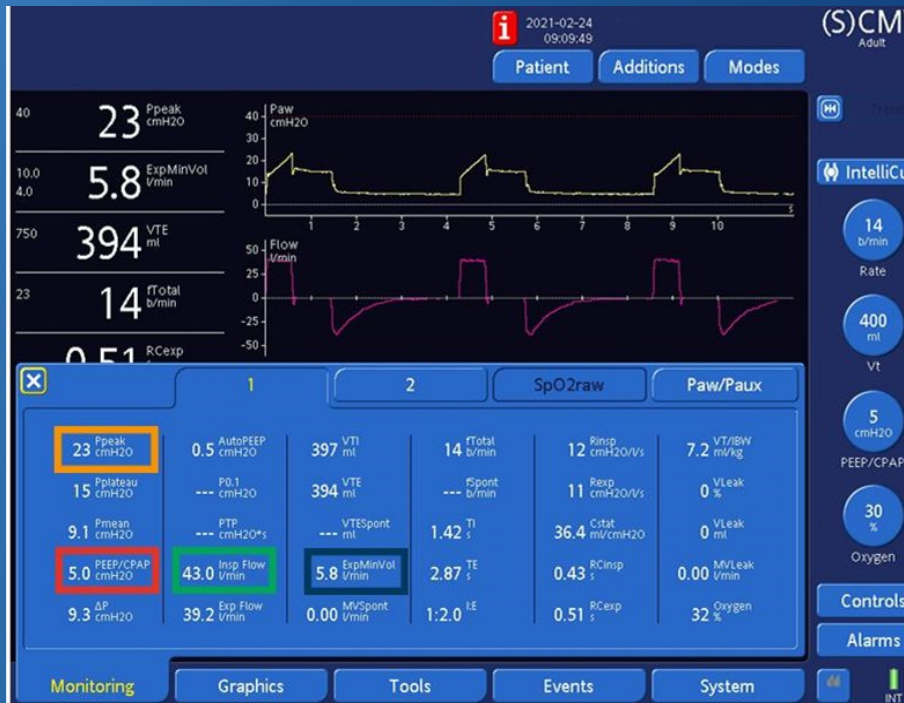 2021-02-24
09:09:49
(S)CM
Adult
Patient
Additions
Modes
40
23 Ppeak
cmH2O
10.0
4.0
5.8 ExpMinVol
l/min
750
394 VTE
ml
23
14 fTotal
b/min
0.51 RCexp
Paw
cmH2O
40
30
20
10
0
1 2 3 4 5 6 7 8 9 10
s
Flow
l/min
50
25
0
-25
-50
IntelliCu
14
b/min
Rate
400
ml
Vt
5
cmH2O
PEEP/CPAP
30
%
Oxygen
Controls
Alarms
1
2
SpO2raw
Paw/Paux
23 Ppeak cmH2O
0.5 AutoPEEP cmH2O
397 VTI ml
14 fTotal b/min
12 Rinsp cmH2O/l/s
7.2 VT/IBW ml/kg
15 Pplateau cmH2O
--- P0.1 cmH2O
394 VTE ml
--- fSpont b/min
11 Rexp cmH2O/l/s
0 VLeak %
9.1 Pmean cmH2O
--- PTP cmH2O*s
--- VTESpont ml
1.42 TI s
36.4 Cstat ml/cmH2O
0 VLeak ml
5.0 PEEP/CPAP cmH2O
43.0 Insp Flow l/min
5.8 ExpMinVol l/min
2.87 TE s
0.43 RCinsp s
0.00 MVLeak l/min
9.3 ΔP cmH2O
39.2 Exp Flow l/min
0.00 MVSpont l/min
1:2.0 I:E
0.51 RCexp s
32 Oxygen %
Monitoring
Graphics
Tools
Events
System
INT